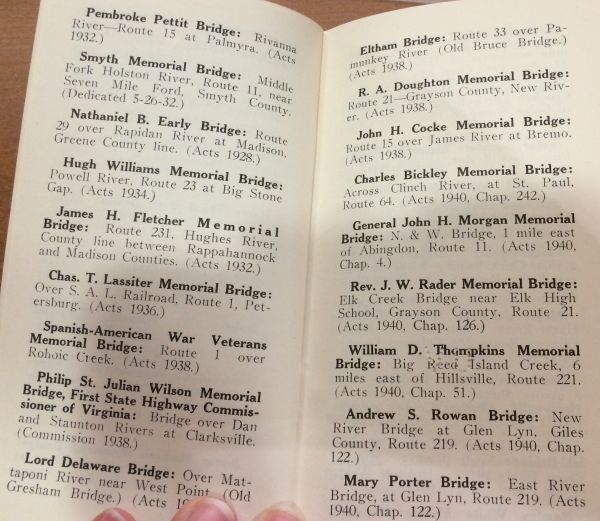 Pembroke Pettit Bridge: Rivanna
River—Route 15 at Palmyra. (Acts
1932.)
Smyth Memorial Bridge: Middle
Fork Holston River, Route 11, near
Seven Mile Ford, Smyth County.
(Dedicated 5-26-32.)
Nathaniel B. Early Bridge: Route
29 over Rapidan River at Madison,
Greene County line. (Acts 1928.)
Hugh Williams Memorial Bridge:
Powell River, Route 23 at Big Stone
Gap. (Acts 1934.)
James H. Fletcher Memorial
Bridge: Route 231, Hughes River,
County line between Rappahannock
and Madison Counties. (Acts 1932.)
Chas. T. Lassiter Memorial Bridge:
Over S. A. L. Railroad, Route 1, Pet-
ersburg. (Acts 1936.)
Spanish-American War Veterans
Memorial Bridge: Route 1 over
Rohoic Creek. (Acts 1938.)
Philip St. Julian Wilson Memorial
Bridge, First State Highway Commis-
sioner of Virginia: Bridge over Dan
and Staunton Rivers at Clarksville.
(Commission 1938.)
Lord Delaware Bridge: Over Mat-
taponi River near West Point. (Old
Gresham Bridge.) (Acts
Eltham Bridge: Route 33 over Pa-
munkey River (Old Bruce Bridge.)
(Acts 1938.)
R. A. Doughton Memorial Bridge:
Route 21—Grayson County, New Riv-
er. (Acts 1938.)
John H. Cocke Memorial Bridge:
Route 15 over James River at Bremo.
(Acts 1938.)
Charles Bickley Memorial Bridge:
Across Clinch River, at St. Paul,
Route 64. (Acts 1940, Chap. 242.)
General John H. Morgan Memorial
Bridge: N. & W. Bridge, 1 mile east
of Abingdon, Route 11. (Acts 1940,
Chap. 4.)
Rev. J. W. Rader Memorial Bridge:
Elk Creek Bridge near Elk High
School, Grayson County, Route 21.
(Acts 1940, Chap. 126.)
William D. Thompkins Memorial
Bridge: Big Reed Island Creek, 6
miles east of Hillsville, Route 221.
(Acts 1940, Chap. 51.)
Andrew S. Rowan Bridge: New
River Bridge at Glen Lyn, Giles
County, Route 219. (Acts 1940, Chap.
122.)
Mary Porter Bridge: East River
Bridge, at Glen Lyn, Route 219. (Acts
1940, Chap. 122.)